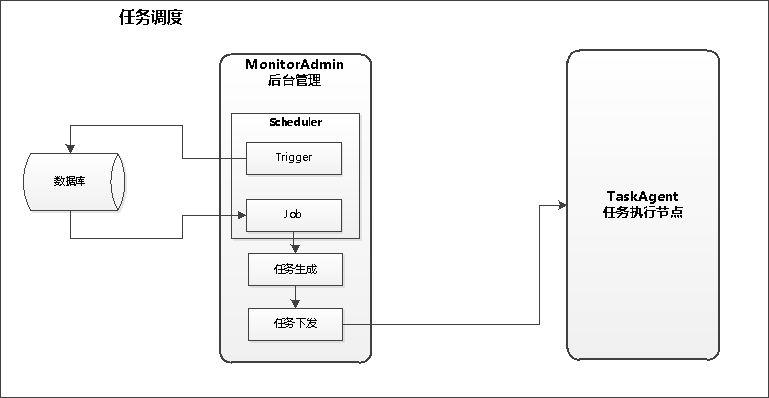 任务调度
MonitorAdmin
后台管理
Scheduler
Trigger
数据库
Job
任务生成
任务下发
TaskAgent
任务执行节点